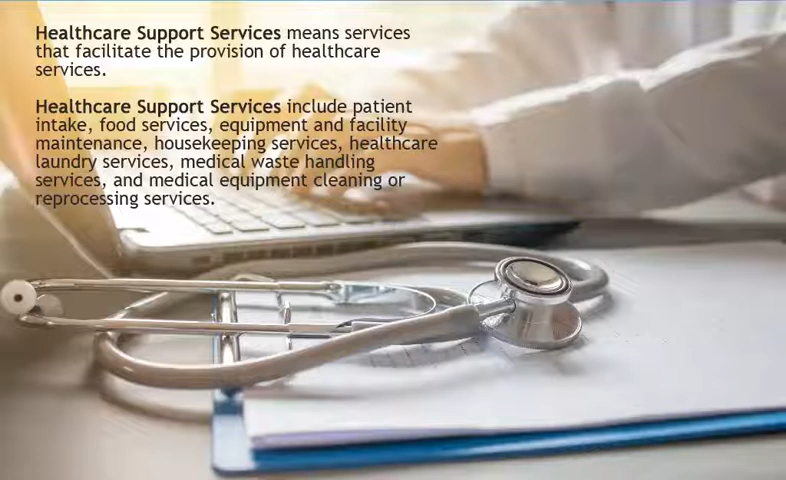 Healthcare Support Services means services
that facilitate the provision of healthcare
services.
Healthcare Support Services include patient
intake, food services, equipment and facility
maintenance, housekeeping services, healthcare
laundry services, medical waste handling
services, and medical equipment cleaning or
reprocessing services.